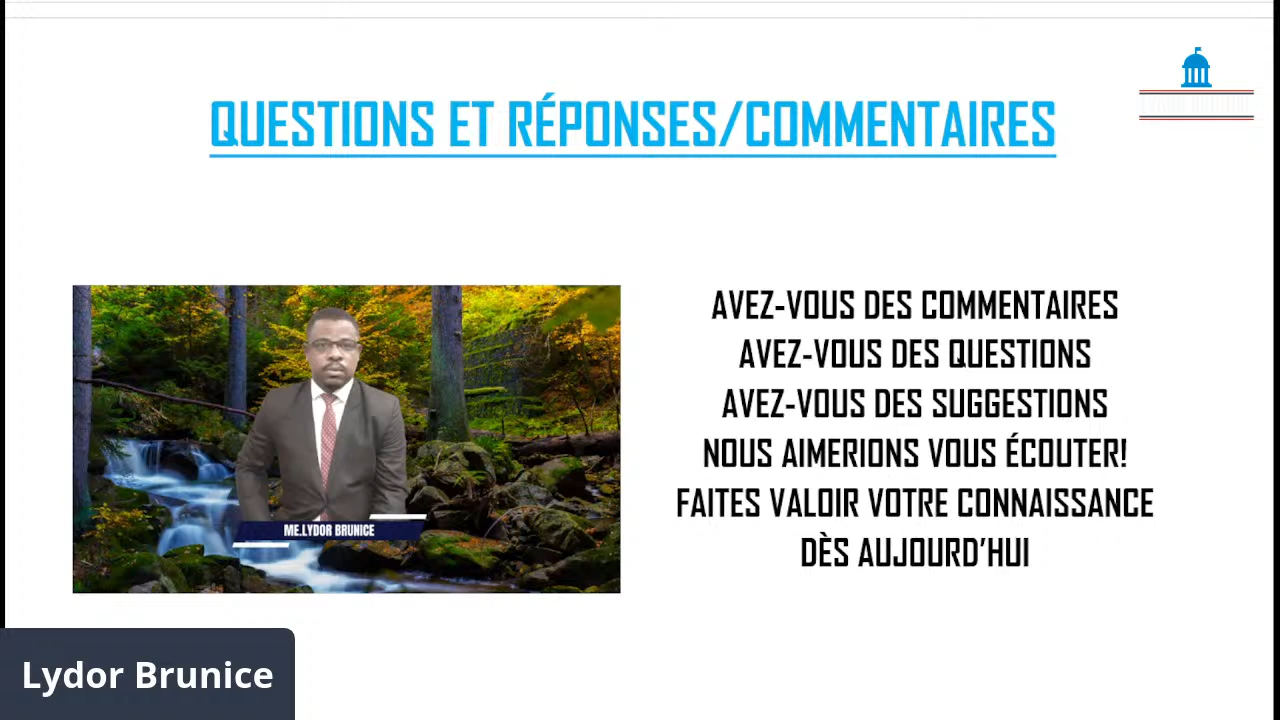 QUESTIONS ET RÉPONSES/COMMENTAIRES
AVEZ-VOUS DES COMMENTAIRES
AVEZ-VOUS DES QUESTIONS
AVEZ-VOUS DES SUGGESTIONS
NOUS AIMERIONS VOUS ÉCOUTER!
FAITES VALOIR VOTRE CONNAISSANCE
DÈS AUJOURD’HUI
ME.LYDOR BRUNICE
Lydor Brunice